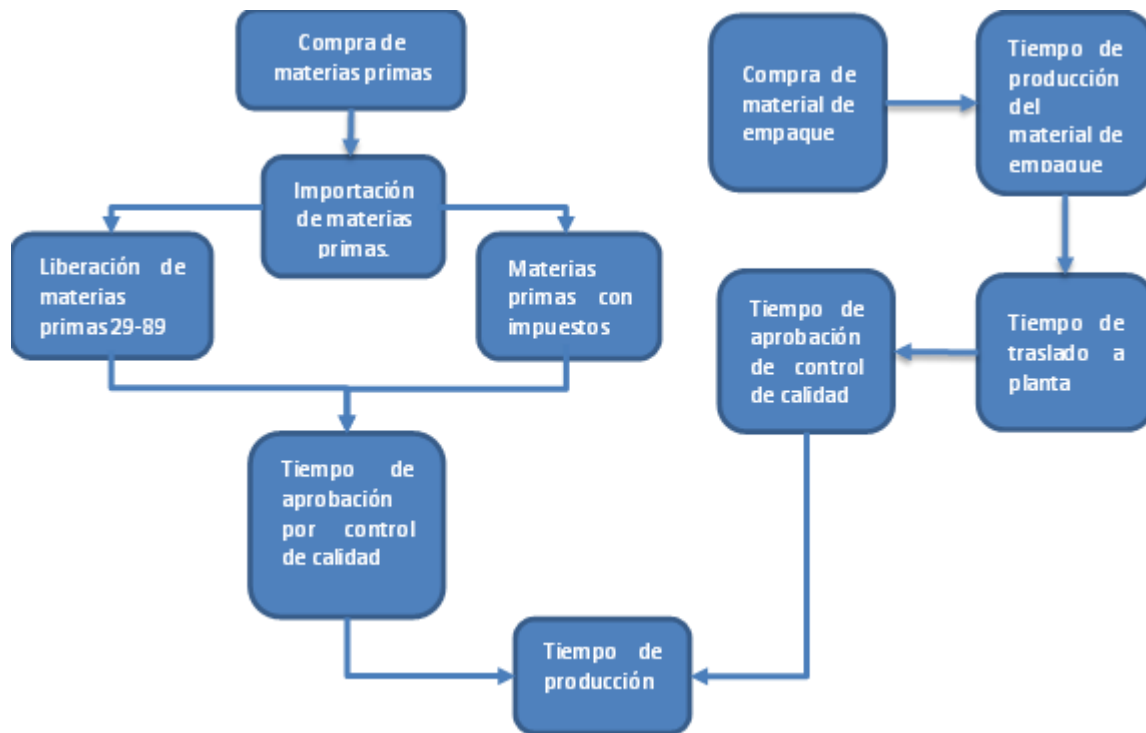 Compra de
materias primas
Importación
de materias
primas.
Liberación de
materias
primas 29-89
Materias
primas con
impuestos
Tiempo de
aprobación
por control
de calidad
Compra de
material de
empaque
Tiempo de
producción
del
material de
empaque
Tiempo de
traslado a
planta
Tiempo de
aprobación
de control
de calidad
Tiempo de
producción